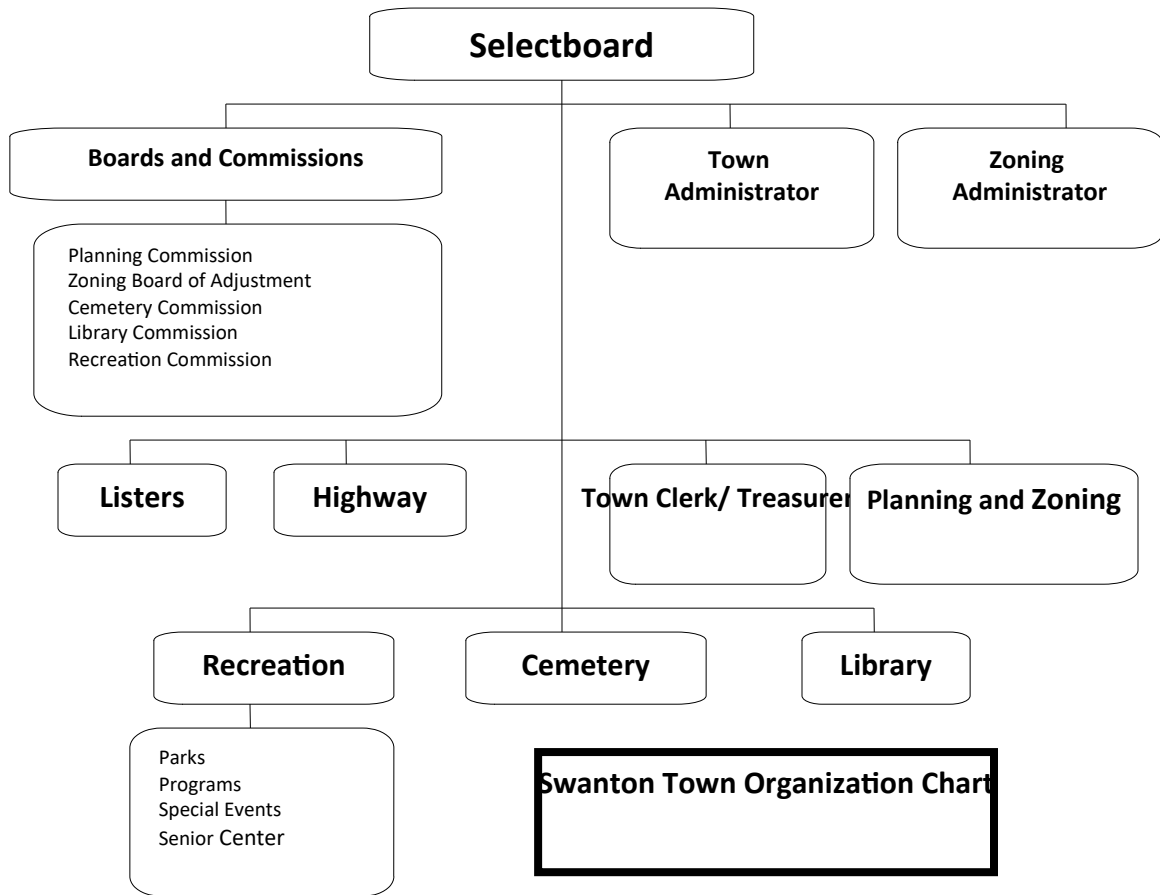 Selectboard
Boards and Commissions
Town
Administrator
Zoning
Administrator
Planning Commission
Zoning Board of Adjustment
Cemetery Commission
Library Commission
Recreation Commission
Listers
Highway
Town Clerk/ Treasurer
Planning and Zoning
Recreation
Cemetery
Library
Parks
Programs
Special Events
Senior Center
Swanton Town Organization Chart